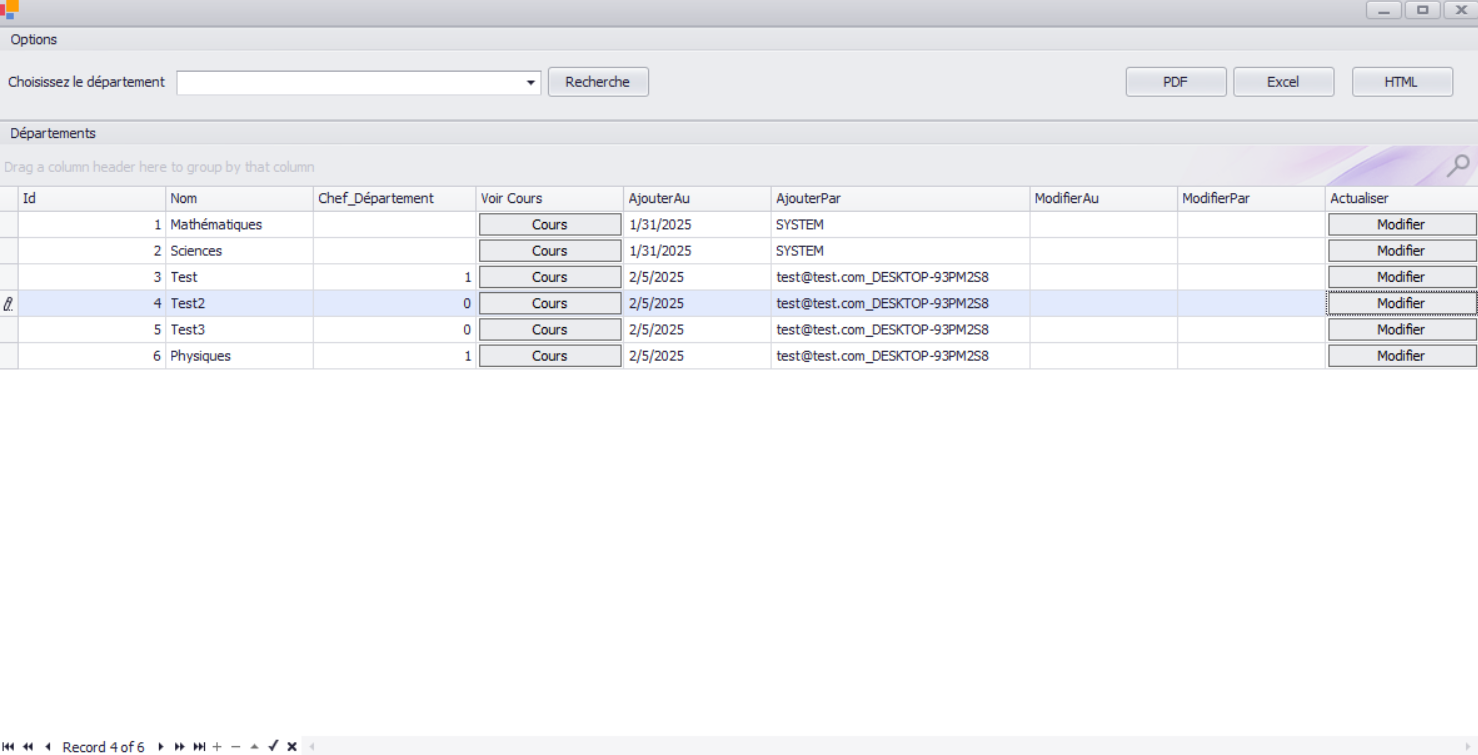 Options
Choisissez le département Recherche PDF Excel HTML
Départements
Drag a column header here to group by that column
Id Nom Chef_Département Voir Cours AjouterAu AjouterPar ModifierAu ModifierPar Actualiser
1 Mathématiques Cours 1/31/2025 SYSTEM Modifier
2 Sciences Cours 1/31/2025 SYSTEM Modifier
3 Test 1 Cours 2/5/2025 test@test.com_DESKTOP-93PM2S8 Modifier
4 Test2 0 Cours 2/5/2025 test@test.com_DESKTOP-93PM2S8 Modifier
5 Test3 0 Cours 2/5/2025 test@test.com_DESKTOP-93PM2S8 Modifier
6 Physiques 1 Cours 2/5/2025 test@test.com_DESKTOP-93PM2S8 Modifier
Record 4 of 6